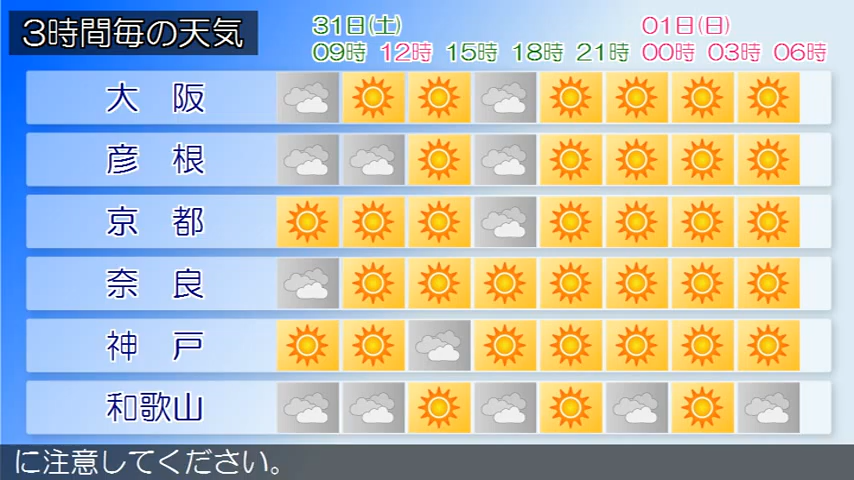 3時間毎の天気
31日(土) 01日(日)
09時 12時 15時 18時 21時 00時 03時 06時
大阪
彦根
京都
奈良
神戸
和歌山
に注意してください。